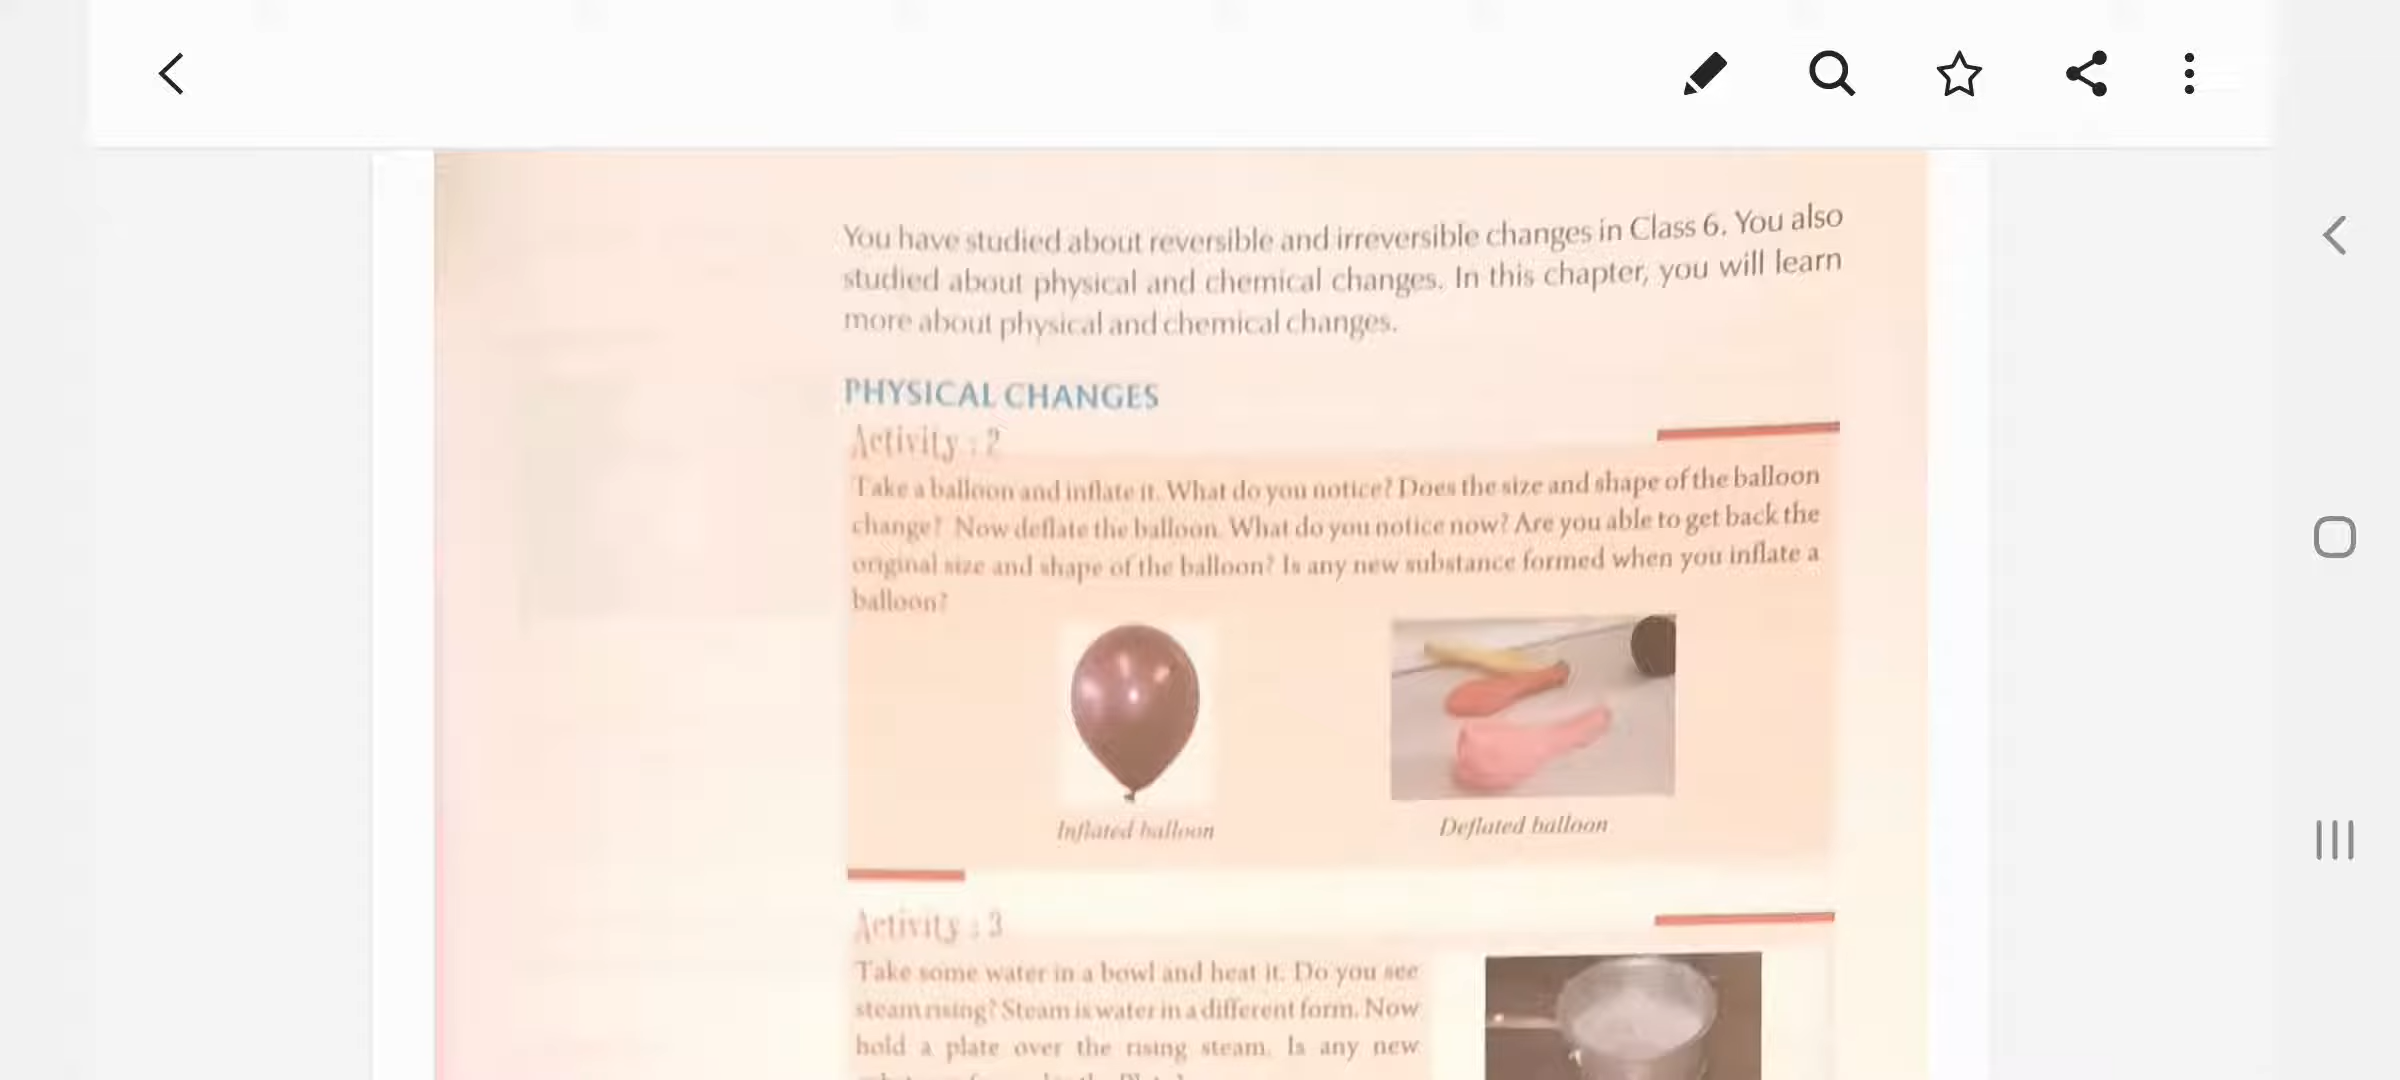 You have studied about reversible and irreversible changes in Class 6. You also
studied about physical and chemical changes. In this chapter, you will learn
more about physical and chemical changes.
PHYSICAL CHANGES
Activity : 2
Take a balloon and inflate it. What do you notice? Does the size and shape of the balloon
change? Now deflate the balloon. What do you notice now? Are you able to get back the
original size and shape of the balloon? Is any new substance formed when you inflate a
balloon?
Inflated balloon
Deflated balloon
Activity : 3
Take some water in a bowl and heat it. Do you see
steam rising? Steam is water in a different form. Now
hold a plate over the rising steam. Is any new